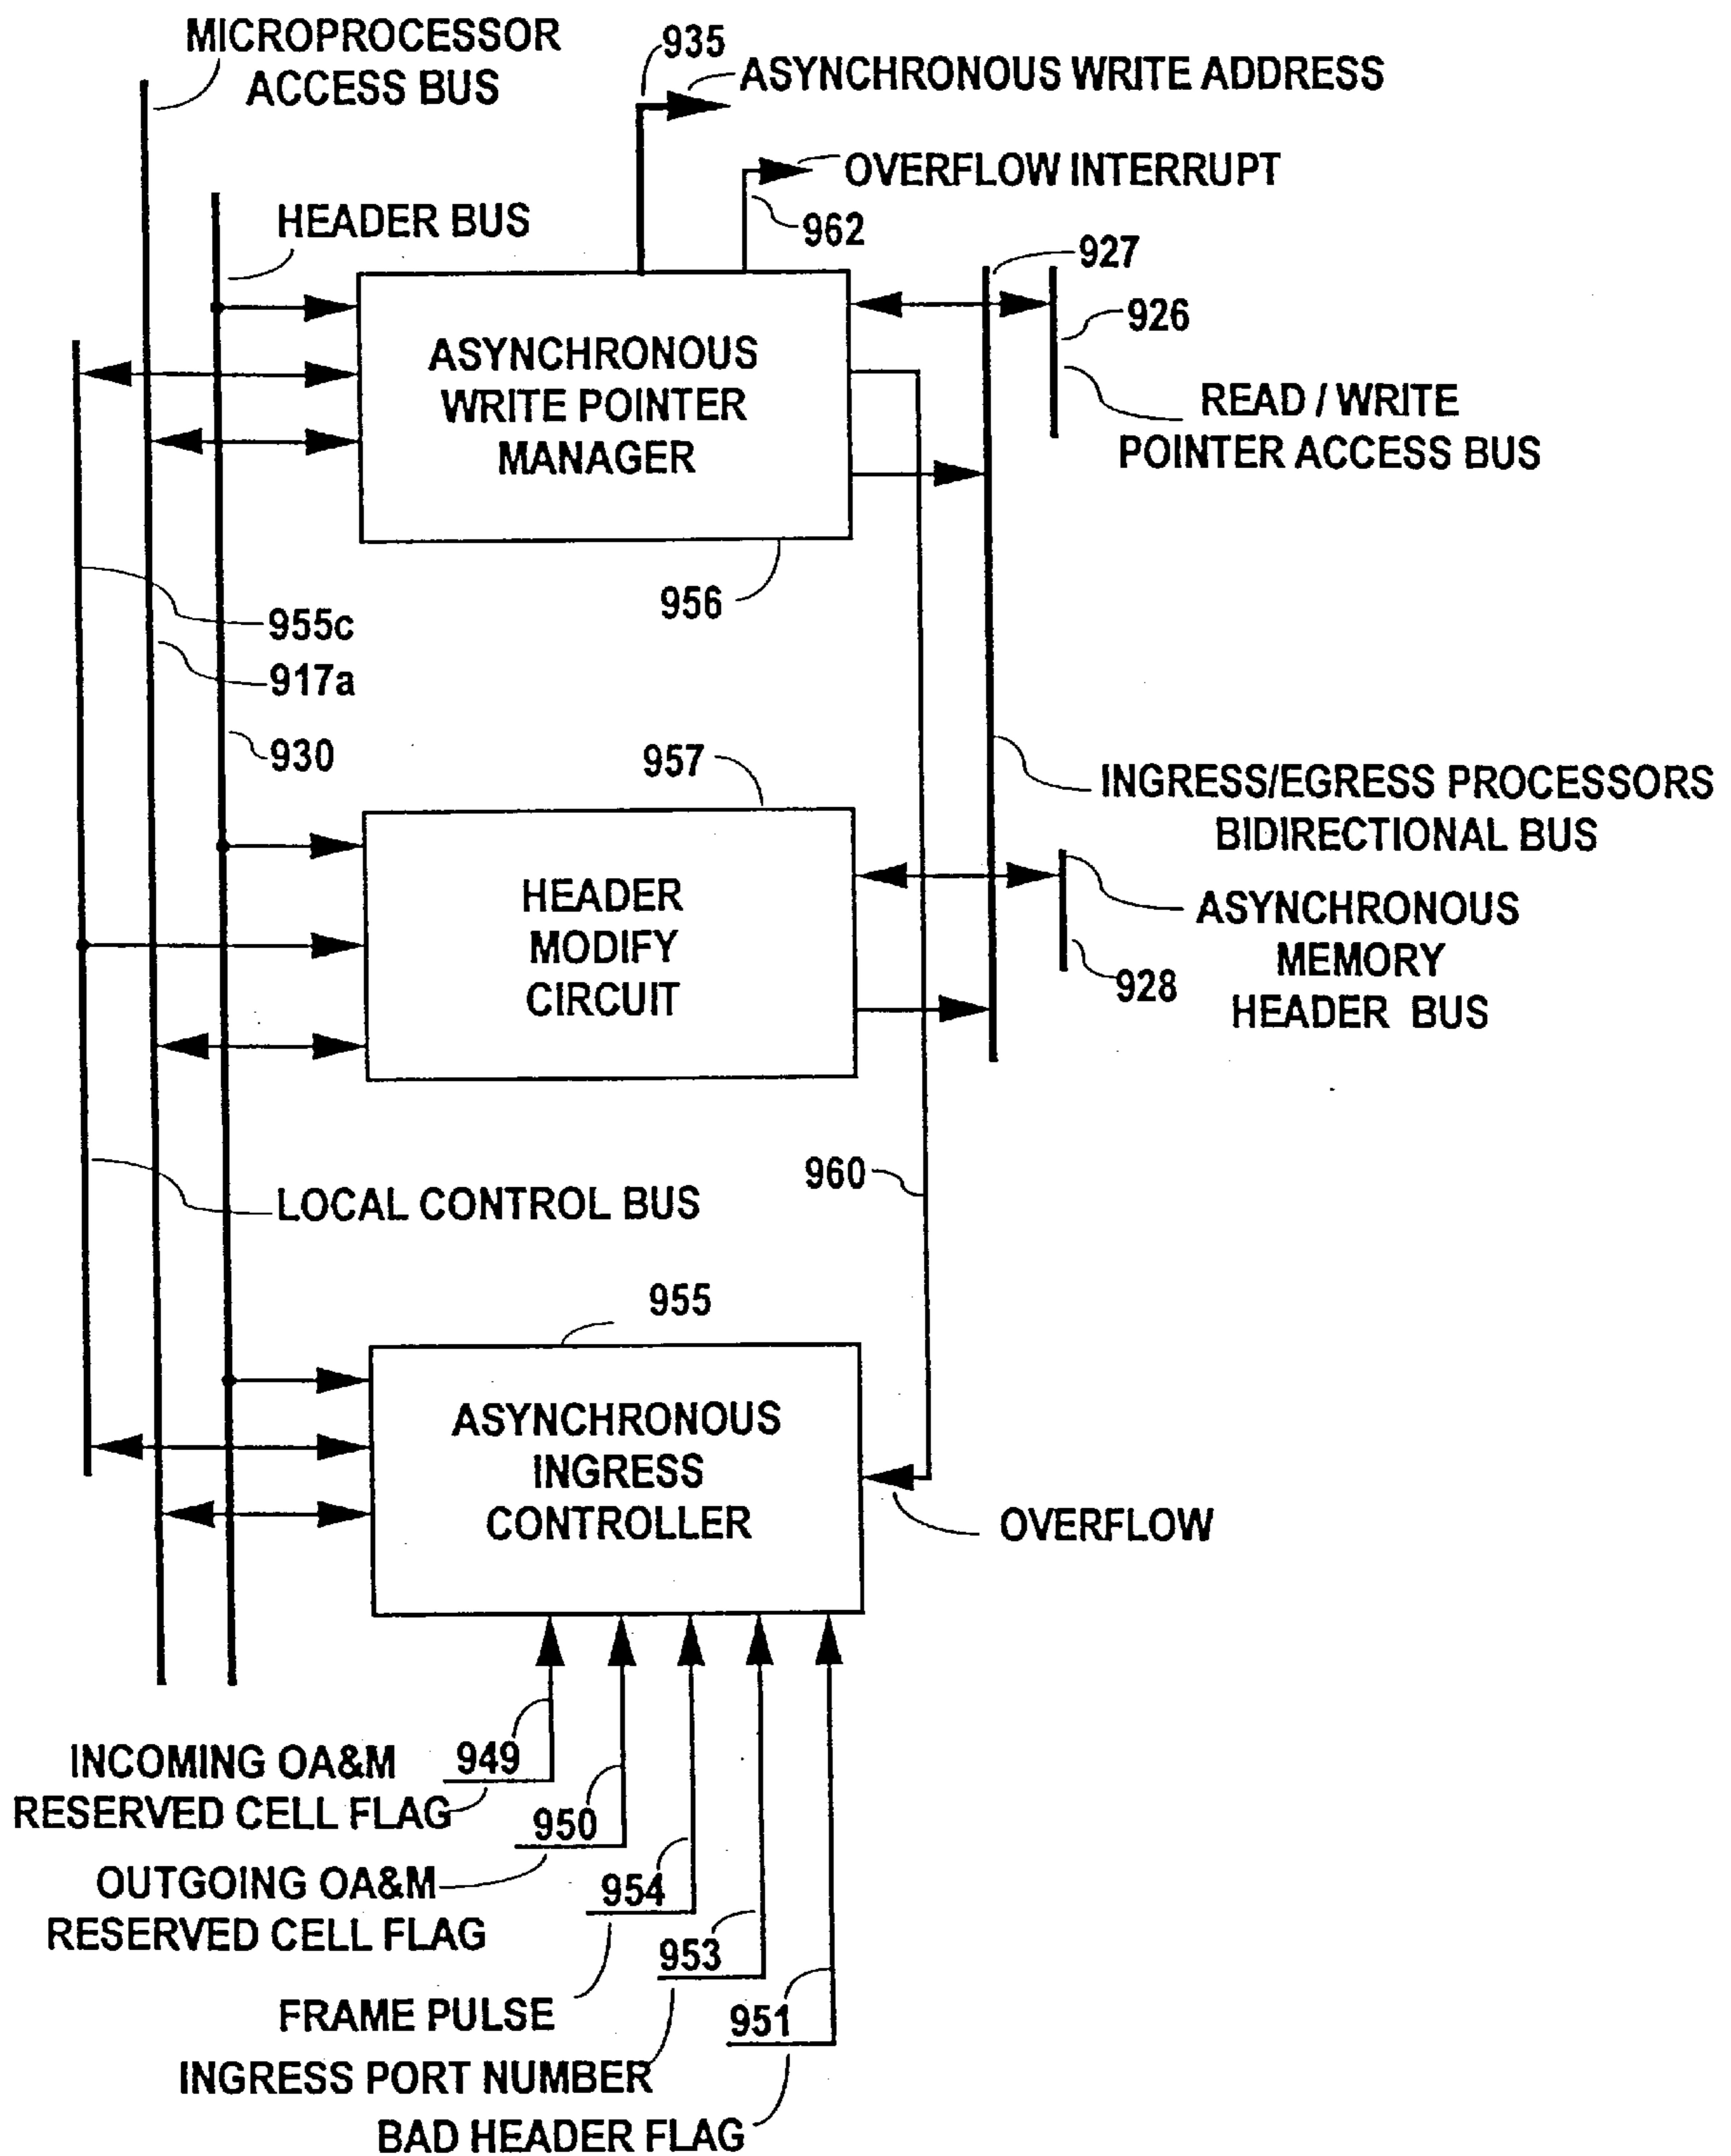 MICROPROCESSOR
ACCESS BUS
935
ASYNCHRONOUS WRITE ADDRESS
OVERFLOW INTERRUPT
962
HEADER BUS
927
926
ASYNCHRONOUS
WRITE POINTER
MANAGER
READ / WRITE
POINTER ACCESS BUS
956
955c
917a
930
957
INGRESS/EGRESS PROCESSORS
BIDIRECTIONAL BUS
HEADER
MODIFY
CIRCUIT
ASYNCHRONOUS
MEMORY
HEADER BUS
928
960
LOCAL CONTROL BUS
955
ASYNCHRONOUS
INGRESS
CONTROLLER
OVERFLOW
INCOMING OA&M
RESERVED CELL FLAG
949
950
OUTGOING OA&M
RESERVED CELL FLAG
954
953
FRAME PULSE
951
INGRESS PORT NUMBER
BAD HEADER FLAG